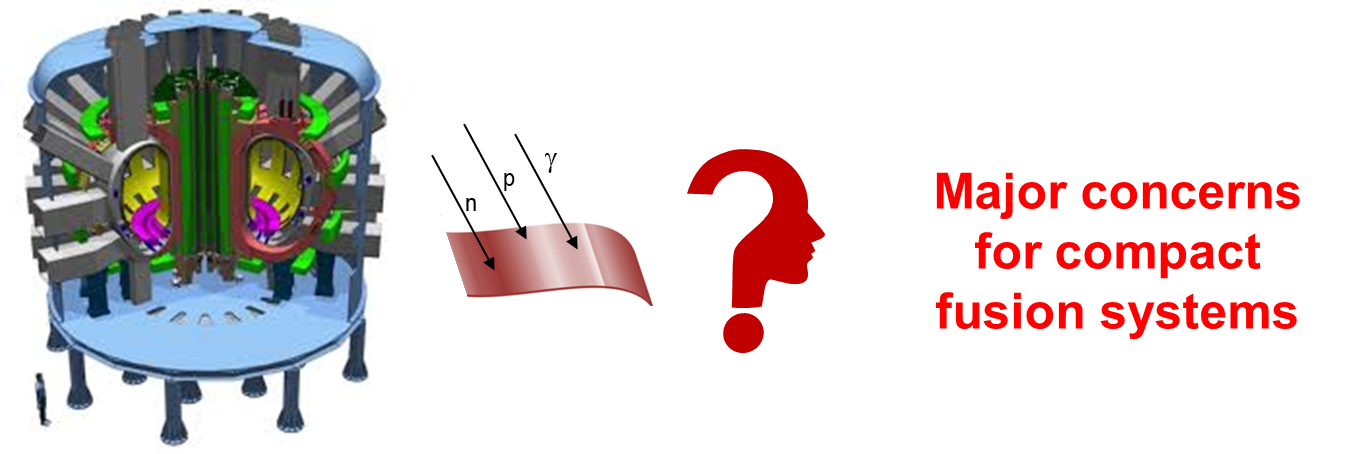 n
p
γ
Major concerns
for compact
fusion systems